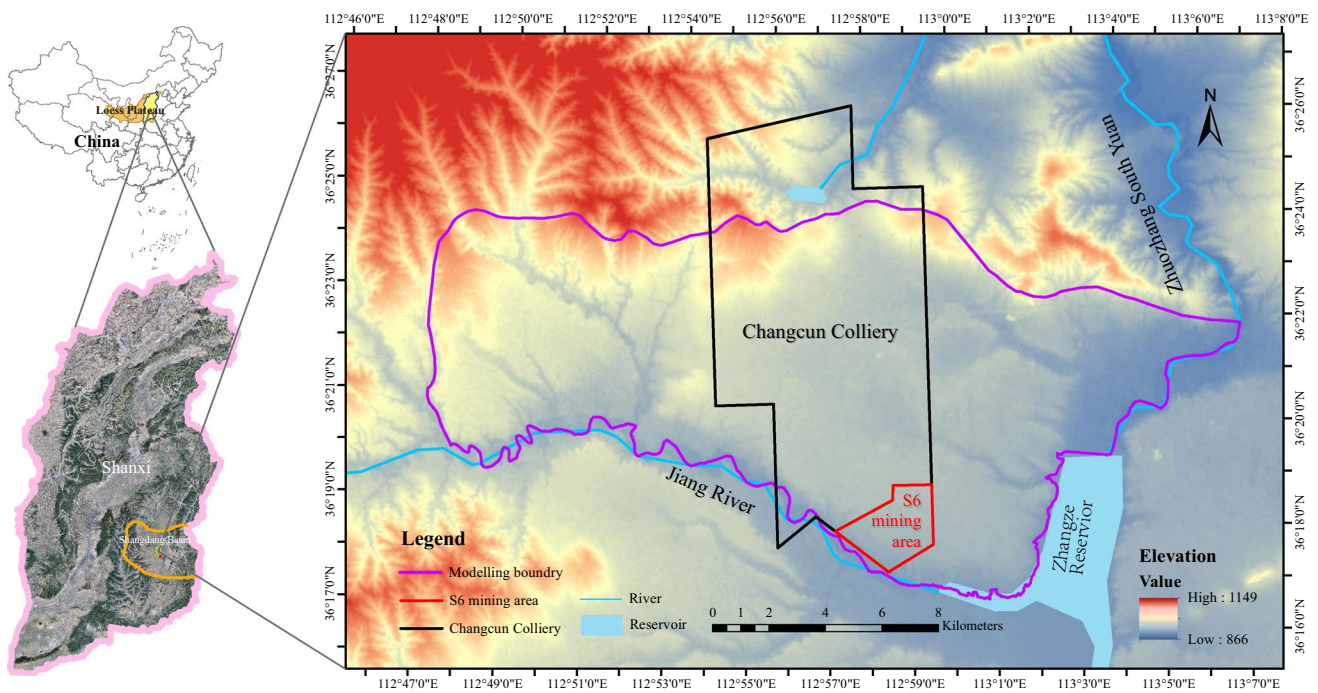 112°46'0"E
112°48'0"E
112°50'0"E
112°52'0"E
112°54'0"E
112°56'0"E
112°58'0"E
113°0'0"E
113°2'0"E
113°4'0"E
113°6'0"E
113°8'0"E
36°27'0"N
36°25'0"N
36°23'0"N
36°21'0"N
36°19'0"N
36°17'0"N
36°26'0"N
36°24'0"N
36°22'0"N
36°20'0"N
36°18'0"N
36°16'0"N
Loess Plateau
China
Shanxi
Shangdang Basin
N
Zhuozhang South Yuan
Changcun Colliery
Jiang River
S6
mining
area
Zhangze
Reservior
Legend
Modelling boundry
S6 mining area
Changcun Colliery
River
Reservoir
0 1 2 4 6 8
Kilometers
Elevation
Value
High : 1149
Low : 866
112°47'0"E
112°49'0"E
112°51'0"E
112°53'0"E
112°55'0"E
112°57'0"E
112°59'0"E
113°1'0"E
113°3'0"E
113°5'0"E
113°7'0"E